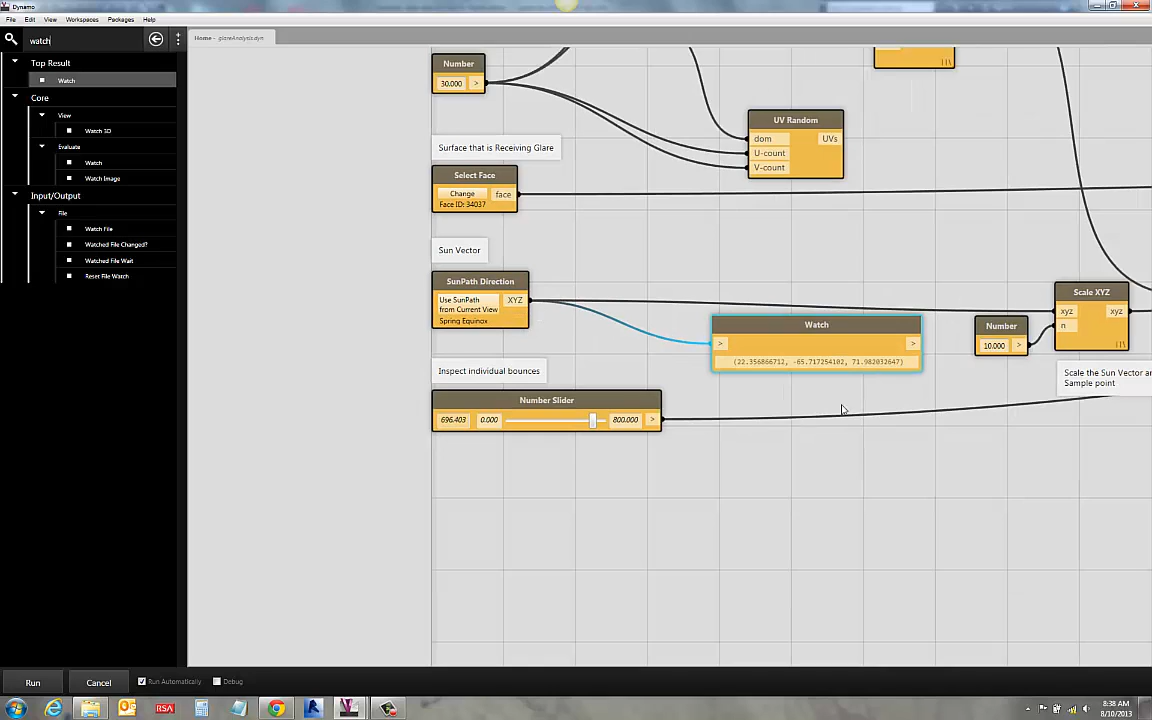 Dynamo
File Edit View Workspaces Packages Help
watch
Home - glareAnalysis.dyn
Top Result
Watch
Core
View
Watch 3D
Evaluate
Watch
Watch Image
Input/Output
File
Watch File
Watched File Changed?
Watched File Wait
Reset File Watch
Number
30.000 >
UV Random
dom UVs
U-count
V-count
Surface that is Receiving Glare
Select Face
Change face
Face ID: 34037
Sun Vector
SunPath Direction
Use SunPath
from Current View
XYZ
Spring Equinox
Watch
> >
(22.356866712, -65.717254102, 71.982032647)
Number
10.000 >
Scale XYZ
xyz xyz
n
Scale the Sun Vector an
Sample point
Inspect individual bounces
Number Slider
696.403 0.000 800.000 >
Run Cancel Run Automatically Debug
RSA
8:38 AM
8/10/2013